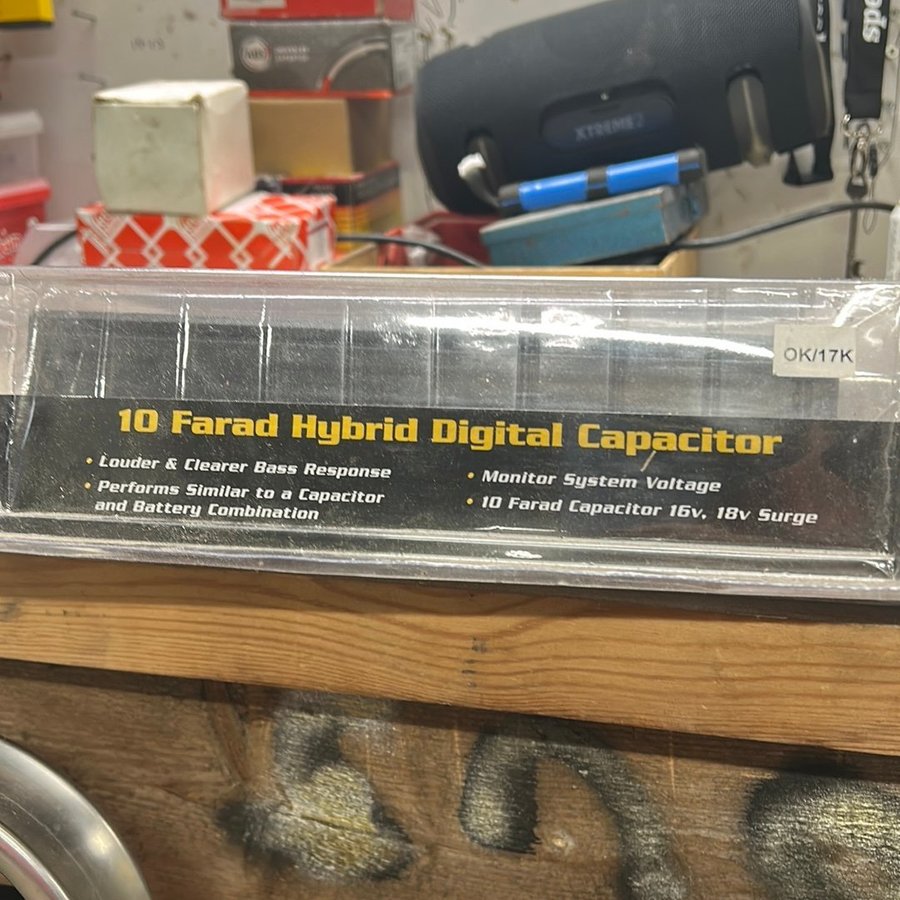 XTREME 2
ods
OK/17K
10 Farad Hybrid Digital Capacitor
• Louder & Clearer Bass Response
• Performs Similar to a Capacitor
and Battery Combination
• Monitor System Voltage
• 10 Farad Capacitor 16v, 18v Surge